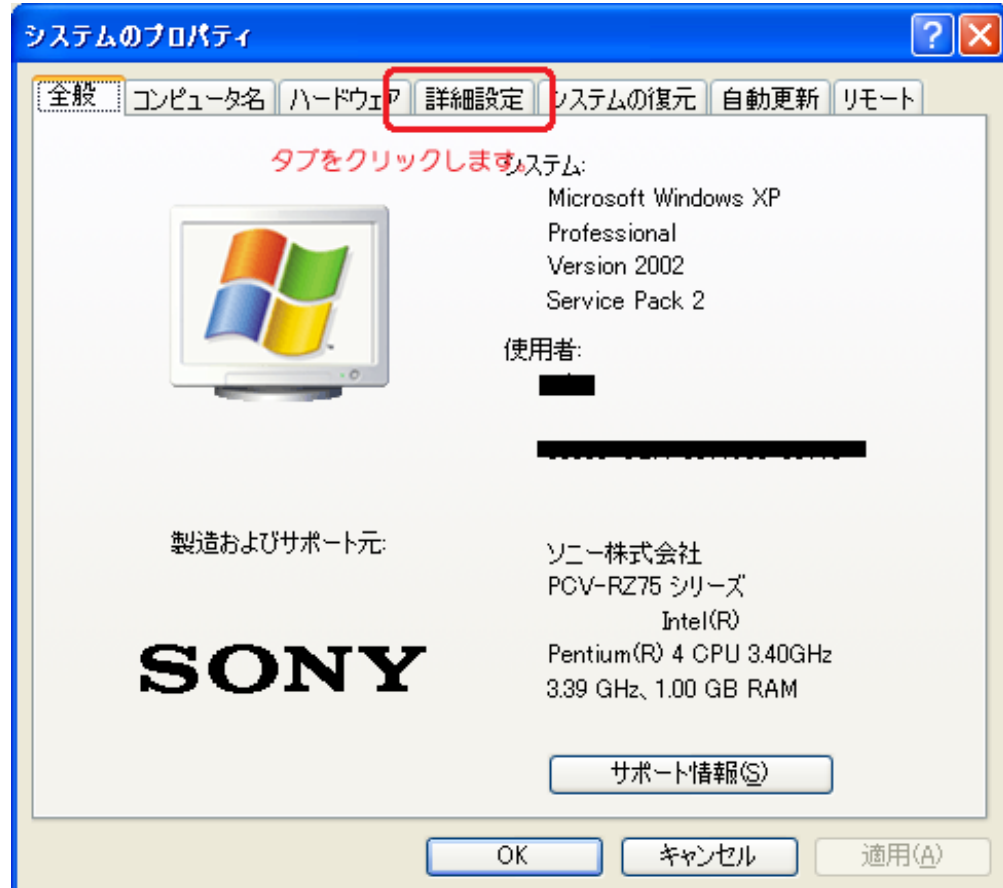 システムのプロパティ
全般 コンピュータ名 ハードウェア 詳細設定 システムの復元 自動更新 リモート
タブをクリックします。
システム:
Microsoft Windows XP
Professional
Version 2002
Service Pack 2
使用者:
製造およびサポート元:
ソニー株式会社
PCV-RZ75 シリーズ
Intel(R)
Pentium(R) 4 CPU 3.40GHz
3.39 GHz、1.00 GB RAM
SONY
サポート情報(S)
OK キャンセル 適用(A)